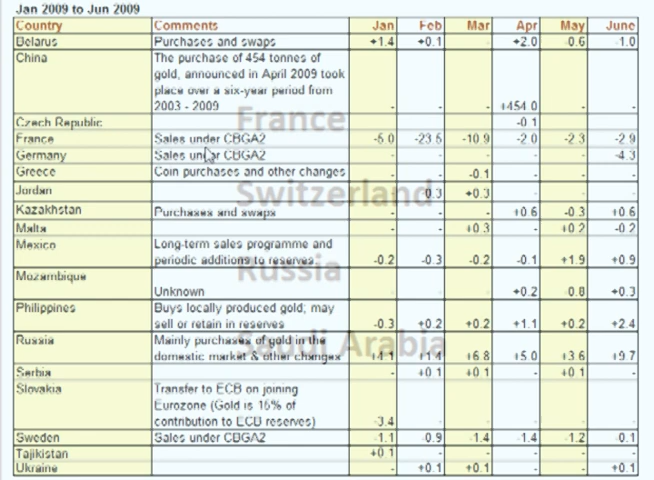 Jan 2009 to Jun 2009
Country Comments Jan Feb Mar Apr May June
Belarus Purchases and swaps +1.4 +0.1 - +2.0 -0.6 -1.0
China The purchase of 454 tonnes of
gold, announced in April 2009 took
place over a six-year period from
2003 - 2009 - - - +454.0 - -
Czech Republic - - - -0.1 - -
France
France Sales under CBGA2 -5.0 -23.5 -10.9 -2.0 -2.3 -2.9
Germany Sales under CBGA2 - - - - - -4.3
Greece Coin purchases and other changes - - -0.1 - - -
Switzerland
Jordan - -0.3 +0.3 - - -
Kazakhstan Purchases and swaps - - - +0.6 -0.3 +0.6
Malta - - +0.3 - +0.2 -0.2
Mexico Long-term sales programme and
periodic additions to reserves. -0.2 -0.3 -0.2 -0.1 +1.9 +0.9
Russia
Mozambique
Unknown - - - +0.2 -0.8 +0.3
Philippines Buys locally produced gold; may
sell or retain in reserves -0.3 +0.2 +0.2 +1.1 +0.2 +2.4
Russia Mainly purchases of gold in the
Saudi Arabia
domestic market & other changes +4.1 +1.4 +6.8 +5.0 +3.6 +9.7
Serbia - +0.1 +0.1 - +0.1 -
Slovakia Transfer to ECB on joining
Eurozone (Gold is 15% of
contribution to ECB reserves) -3.4 - - - - -
Sweden Sales under CBGA2 -1.1 -0.9 -1.4 -1.4 -1.2 -0.1
Tajikistan +0.1 - - - - -
Ukraine - +0.1 +0.1 - - +0.1